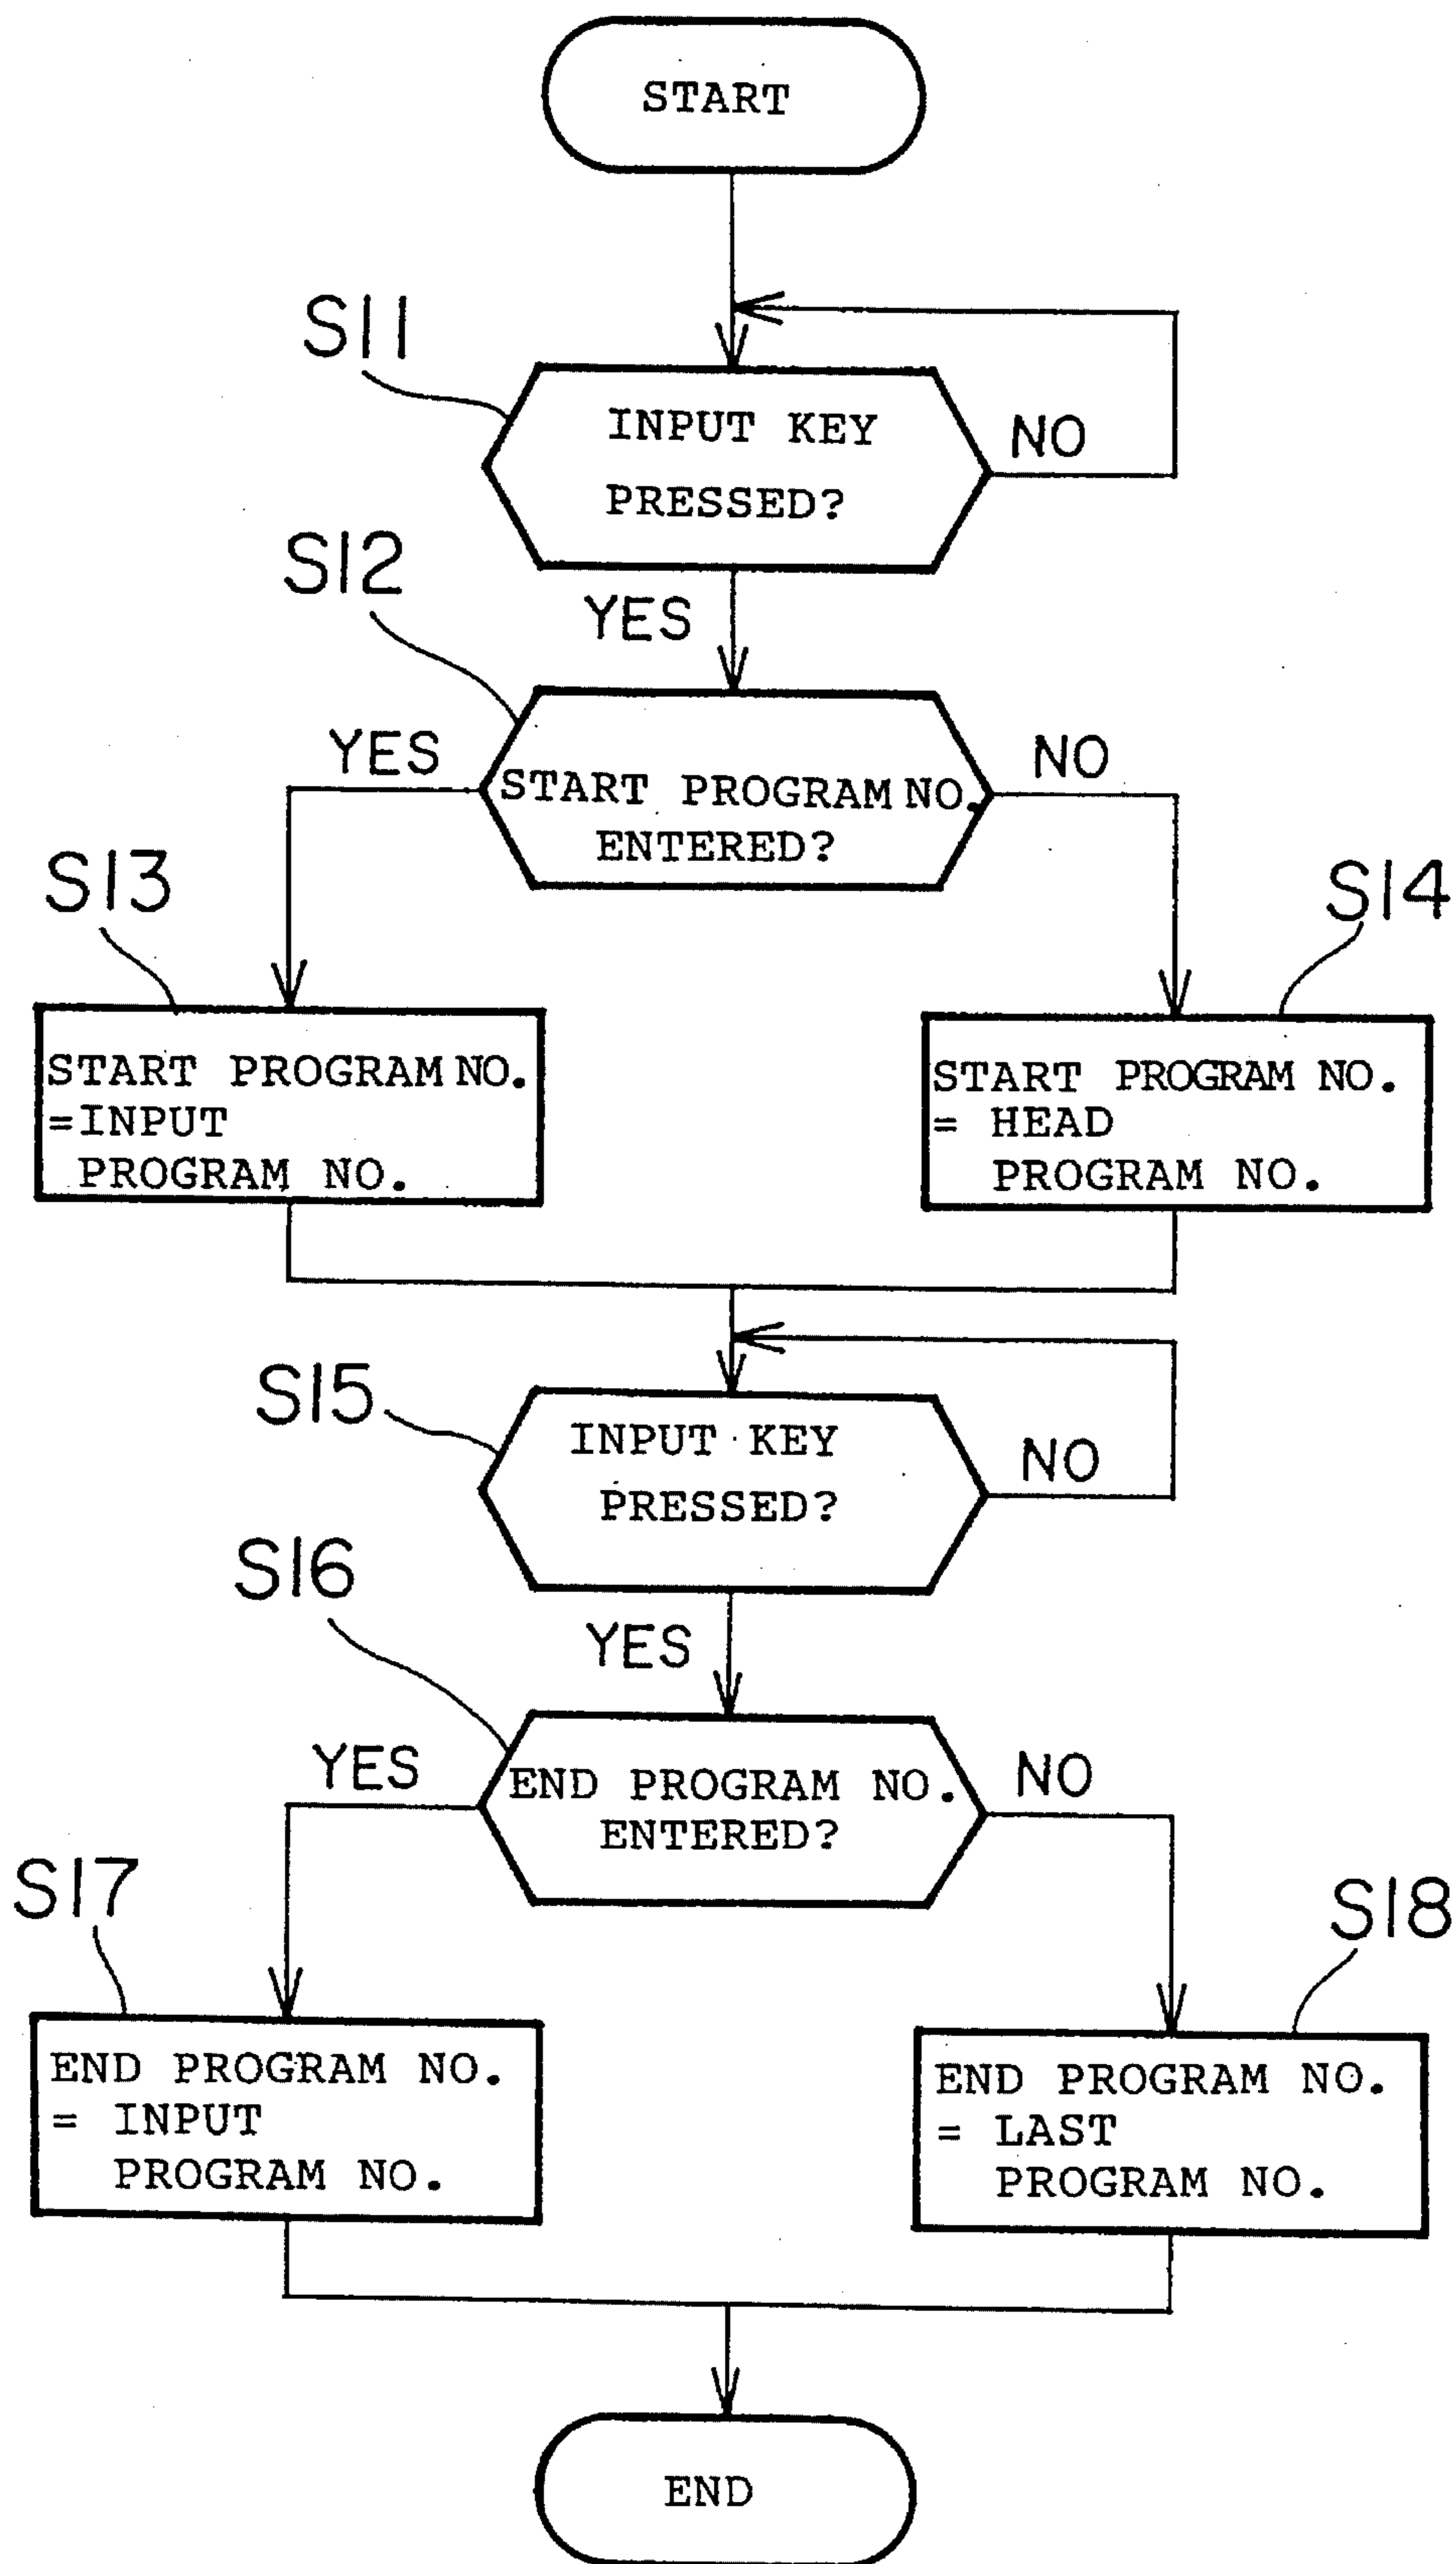 START
S11
INPUT KEY
PRESSED?
NO
YES
S12
START PROGRAM NO.
ENTERED?
YES
NO
S13
START PROGRAM NO.
=INPUT
PROGRAM NO.
S14
START PROGRAM NO.
= HEAD
PROGRAM NO.
S15
INPUT KEY
PRESSED?
NO
YES
S16
END PROGRAM NO.
ENTERED?
YES
NO
S17
END PROGRAM NO.
= INPUT
PROGRAM NO.
S18
END PROGRAM NO.
= LAST
PROGRAM NO.
END